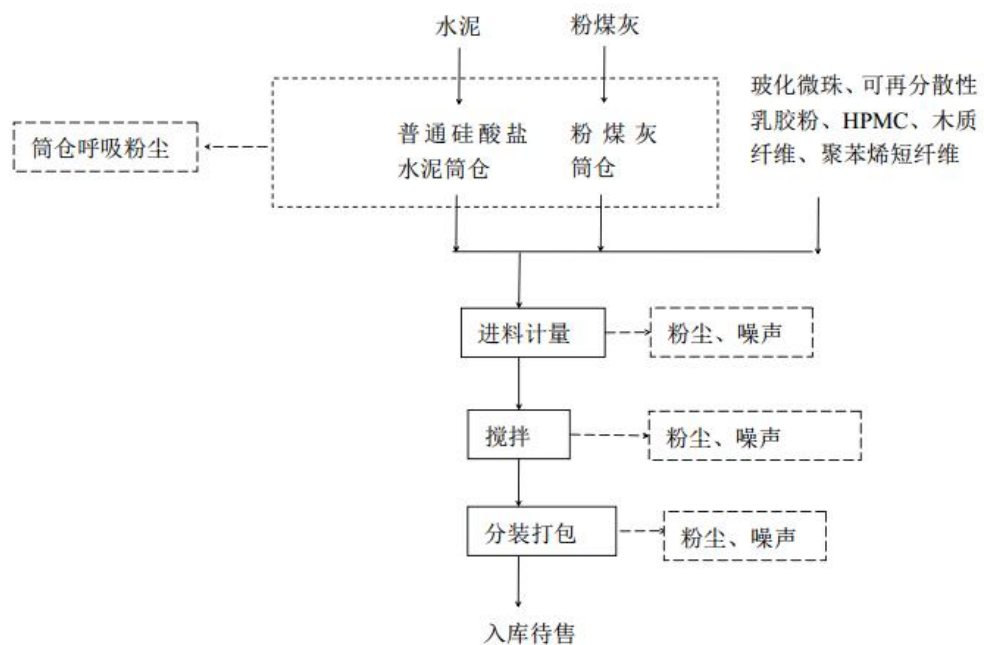 水泥
粉煤灰
玻化微珠、可再分散性
乳胶粉、HPMC、木质
纤维、聚苯烯短纤维
普通硅酸盐
水泥筒仓
粉煤灰
筒仓
筒仓呼吸粉尘
进料计量
粉尘、噪声
搅拌
粉尘、噪声
分装打包
粉尘、噪声
入库待售